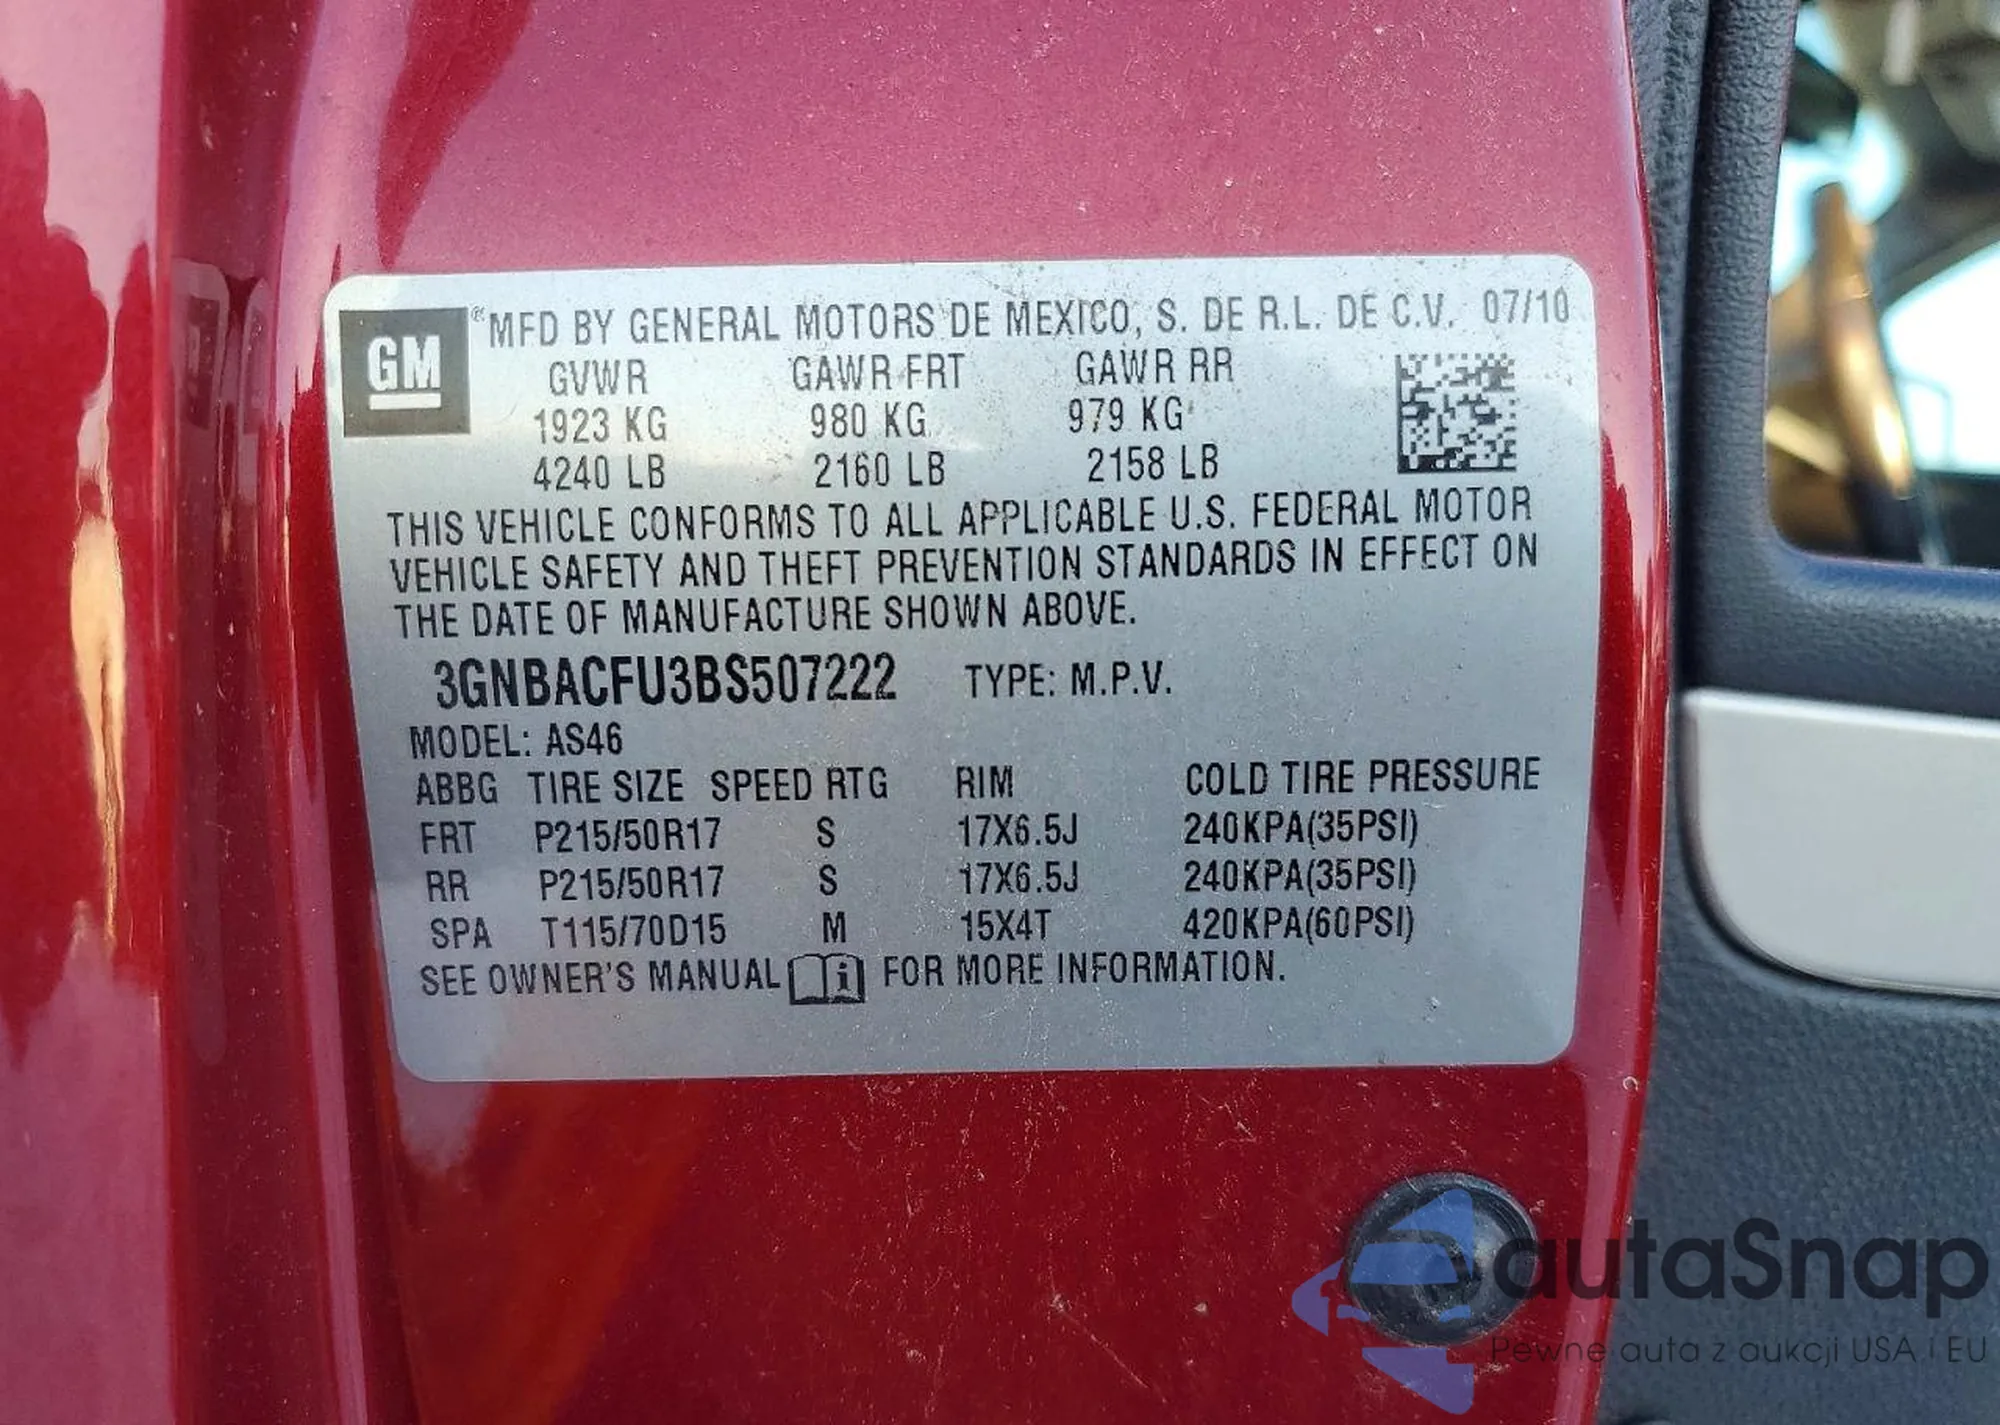 GM
®MFD BY GENERAL MOTORS DE MEXICO, S. DE R.L. DE C.V. 07/10
GVWR GAWR FRT GAWR RR
1923 KG 980 KG 979 KG
4240 LB 2160 LB 2158 LB
THIS VEHICLE CONFORMS TO ALL APPLICABLE U.S. FEDERAL MOTOR
VEHICLE SAFETY AND THEFT PREVENTION STANDARDS IN EFFECT ON
THE DATE OF MANUFACTURE SHOWN ABOVE.
3GNBACFU3BS507222 TYPE: M.P.V.
MODEL: AS46
ABBG TIRE SIZE SPEED RTG RIM COLD TIRE PRESSURE
FRT P215/50R17 S 17X6.5J 240KPA(35PSI)
RR P215/50R17 S 17X6.5J 240KPA(35PSI)
SPA T115/70D15 M 15X4T 420KPA(60PSI)
SEE OWNER'S MANUAL i FOR MORE INFORMATION.
autaSnap
Pewne auta z aukcji USA i EU